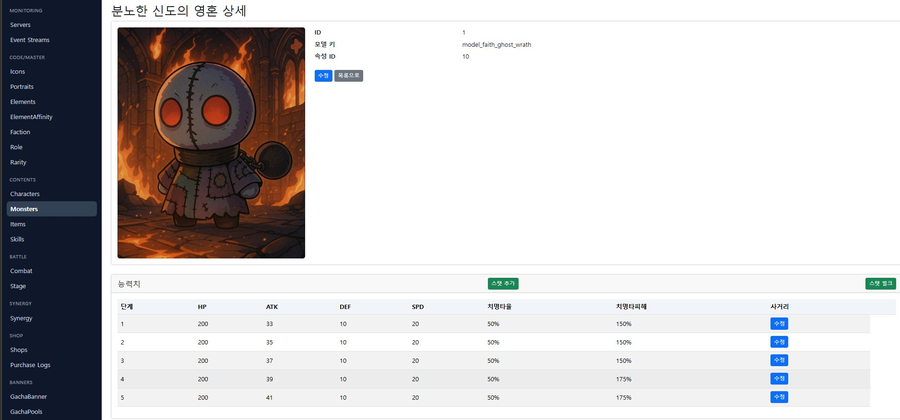 MONITORING
Servers
Event Streams
CODE/MASTER
Icons
Portraits
Elements
ElementAffinity
Faction
Role
Rarity
CONTENTS
Characters
Monsters
Items
Skills
BATTLE
Combat
Stage
SYNERGY
Synergy
SHOP
Shops
Purchase Logs
BANNERS
GachaBanner
GachaPools
분노한 신도의 영혼 상세
ID 1
모델 키 model_faith_ghost_wrath
속성 ID 10
수정 목록으로
능력치 스탯 추가 스탯 벌크
단계 HP ATK DEF SPD 치명타율 치명타피해 사거리
1 200 33 10 20 50% 150% 수정
2 200 35 10 20 50% 150% 수정
3 200 37 10 20 50% 150% 수정
4 200 39 10 20 50% 175% 수정
5 200 41 10 20 50% 175% 수정